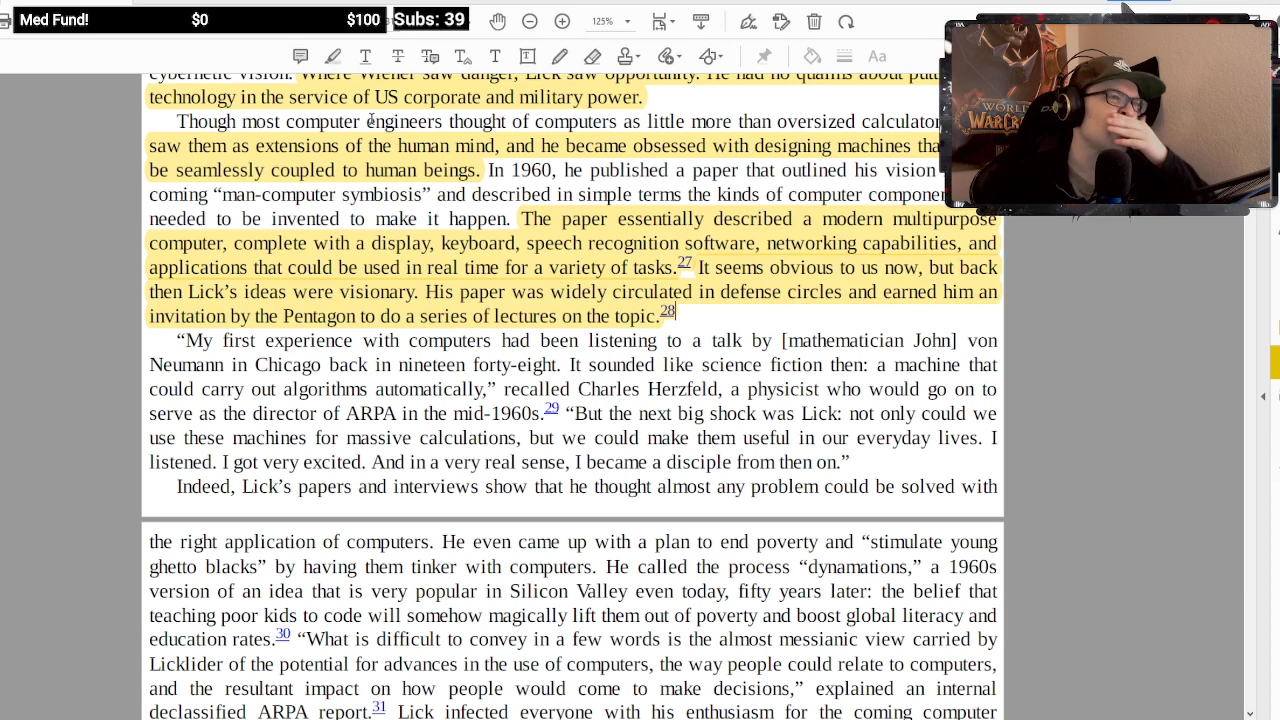 Med Fund! $0 $100 Subs: 39
125%
Aa
WORLD
WARCRAFT
cybernetic vision. Where Wiener saw danger, Lick saw opportunity. He had no qualms about
technology in the service of US corporate and military power.
Though most computer engineers thought of computers as little more than oversized
saw them as extensions of the human mind, and he became obsessed with designing machines
be seamlessly coupled to human beings. In 1960, he published a paper that outlined his vision
coming “man-computer symbiosis” and described in simple terms the kinds of computer
needed to be invented to make it happen. The paper essentially described a modern multipurpose
computer, complete with a display, keyboard, speech recognition software, networking capabilities, and
applications that could be used in real time for a variety of tasks.27 It seems obvious to us now, but back
then Lick’s ideas were visionary. His paper was widely circulated in defense circles and earned him an
invitation by the Pentagon to do a series of lectures on the topic.28
“My first experience with computers had been listening to a talk by [mathematician John] von
Neumann in Chicago back in nineteen forty-eight. It sounded like science fiction then: a machine that
could carry out algorithms automatically,” recalled Charles Herzfeld, a physicist who would go on to
serve as the director of ARPA in the mid-1960s.29 “But the next big shock was Lick: not only could we
use these machines for massive calculations, but we could make them useful in our everyday lives. I
listened. I got very excited. And in a very real sense, I became a disciple from then on.”
Indeed, Lick’s papers and interviews show that he thought almost any problem could be solved with
the right application of computers. He even came up with a plan to end poverty and “stimulate young
ghetto blacks” by having them tinker with computers. He called the process “dynamations,” a 1960s
version of an idea that is very popular in Silicon Valley even today, fifty years later: the belief that
teaching poor kids to code will somehow magically lift them out of poverty and boost global literacy and
education rates.30 “What is difficult to convey in a few words is the almost messianic view carried by
Licklider of the potential for advances in the use of computers, the way people could relate to computers,
and the resultant impact on how people would come to make decisions,” explained an internal
declassified ARPA report.31 Lick infected everyone with his enthusiasm for the coming computer